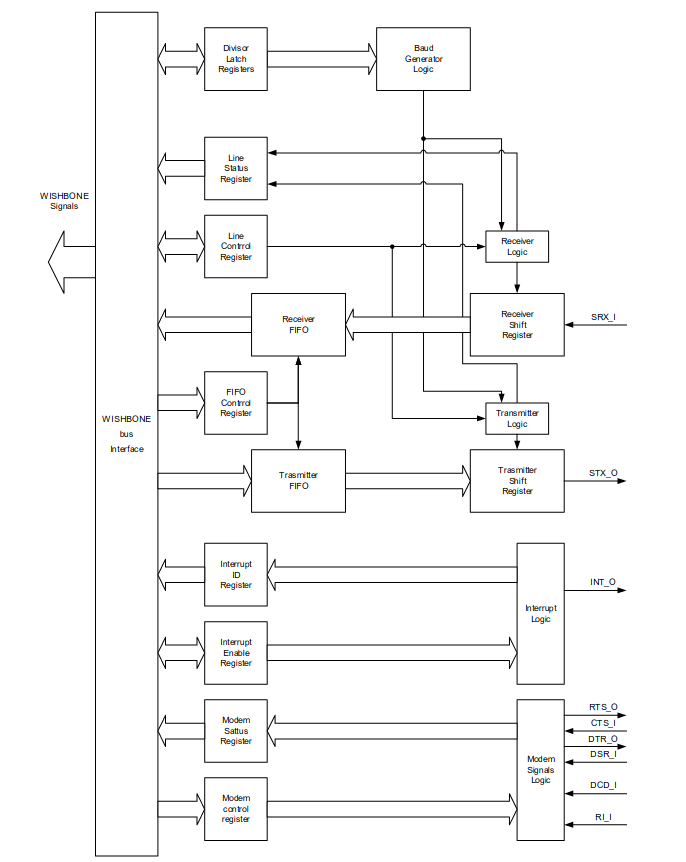 Divisor
Latch
Registers
Baud
Generator
Logic
Line
Status
Register
WISHBONE
Signals
Line
Contrrol
Register
Receiver
Logic
Receiver
FIFO
Receiver
Shift
Register
SRX_I
FIFO
Contrrol
Register
WISHBONE
bus
Interface
Transmitter
Logic
Trasmitter
FIFO
Trasmitter
Shift
Register
STX_O
Interrupt
ID
Register
INT_O
Interrupt
Logic
Interrupt
Enable
Register
Modem
Sattus
Register
RTS_O
CTS_I
DTR_O
DSR_I
Modem
Signals
Logic
DCD_I
Modem
control
register
RI_I